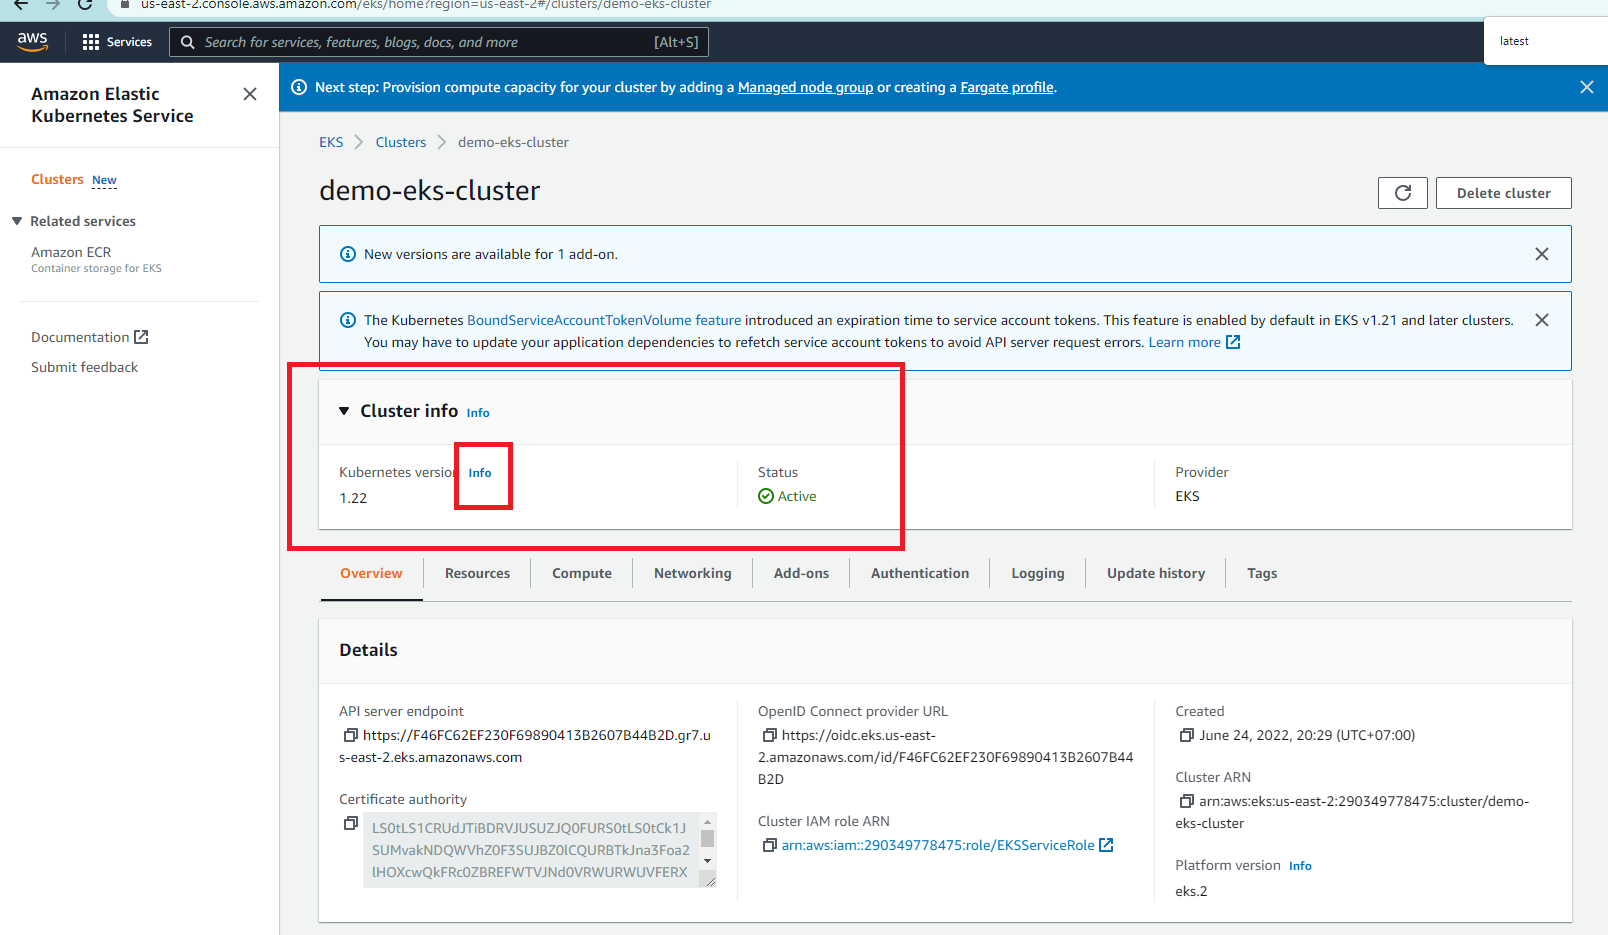 us-east-2.console.aws.amazon.com/eks/home?region=us-east-2#/clusters/demo-eks-cluster
aws
Services
Search for services, features, blogs, docs, and more
[Alt+S]
latest
Amazon Elastic
Kubernetes Service
Clusters New
Related services
Amazon ECR
Container storage for EKS
Documentation
Submit feedback
Next step: Provision compute capacity for your cluster by adding a Managed node group or creating a Fargate profile.
EKS
Clusters
demo-eks-cluster
demo-eks-cluster
Delete cluster
New versions are available for 1 add-on.
The Kubernetes BoundServiceAccountTokenVolume feature introduced an expiration time to service account tokens. This feature is enabled by default in EKS v1.21 and later clusters.
You may have to update your application dependencies to refetch service account tokens to avoid API server request errors. Learn more
Cluster info Info
Kubernetes version Info
1.22
Status
Active
Provider
EKS
Overview
Resources
Compute
Networking
Add-ons
Authentication
Logging
Update history
Tags
Details
API server endpoint
https://F46FC62EF230F69890413B2607B44B2D.gr7.u
s-east-2.eks.amazonaws.com
Certificate authority
LS0tLS1CRUdJTiBDRVJUSUZJQ0FURS0tLS0tCk1J
SUMvakNDQWVhZ0F3SUJBZ0lCQURBTkJna3Foa2
lHOXcwQkFRc0ZBREFWTVJNd0VRWURWUVFERX
OpenID Connect provider URL
https://oidc.eks.us-east-
2.amazonaws.com/id/F46FC62EF230F69890413B2607B44
B2D
Cluster IAM role ARN
arn:aws:iam::290349778475:role/EKSServiceRole
Created
June 24, 2022, 20:29 (UTC+07:00)
Cluster ARN
arn:aws:eks:us-east-2:290349778475:cluster/demo-
eks-cluster
Platform version Info
eks.2